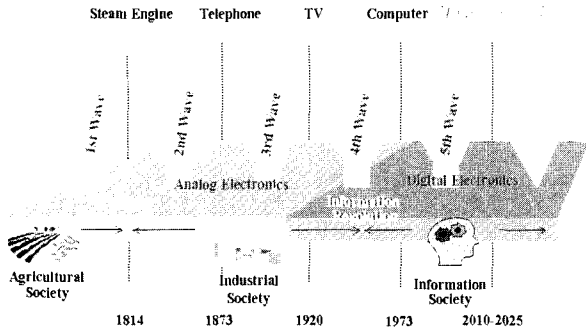 Steam Engine Telephone TV Computer
1st Wave 2nd Wave 3rd Wave 4th Wave 5th Wave
Analog Electronics Digital Electronics
Information
Revolution
Agricultural
Society
Industrial
Society
Information
Society
1814 1873 1920 1973 2010-2025